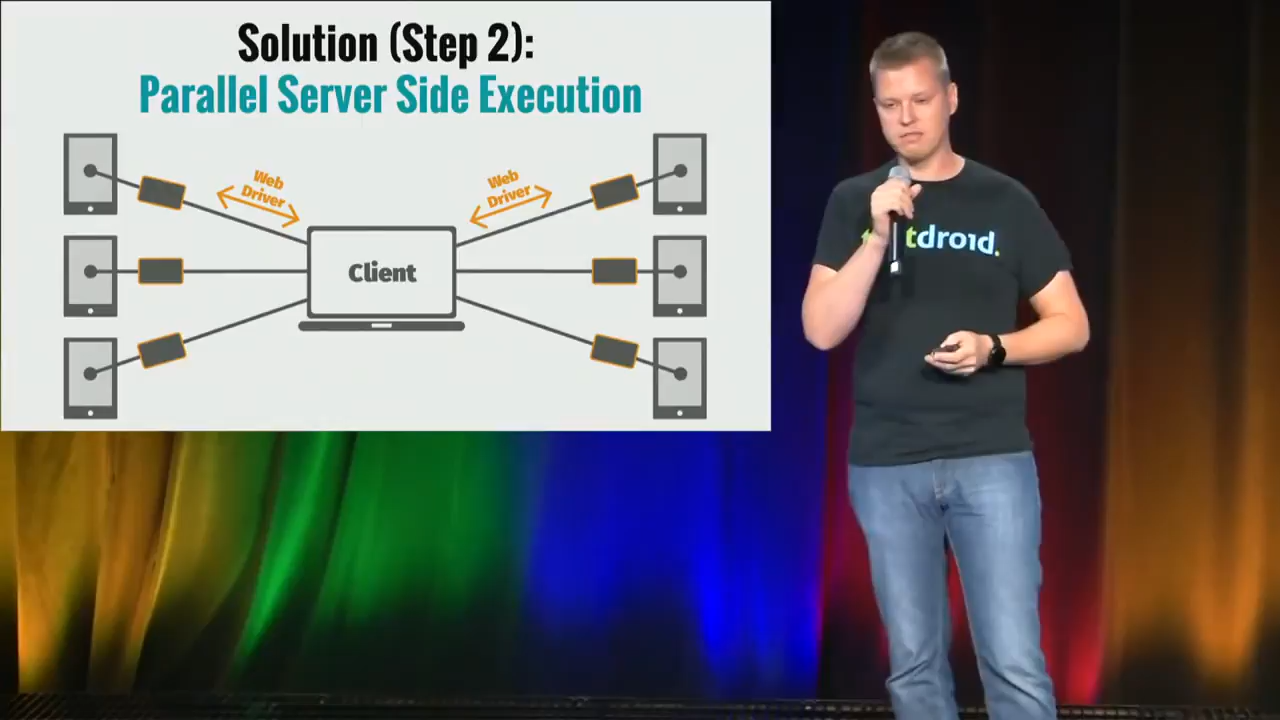 Solution (Step 2):
Parallel Server Side Execution
Web
Driver
Web
Driver
Client
tdroid.